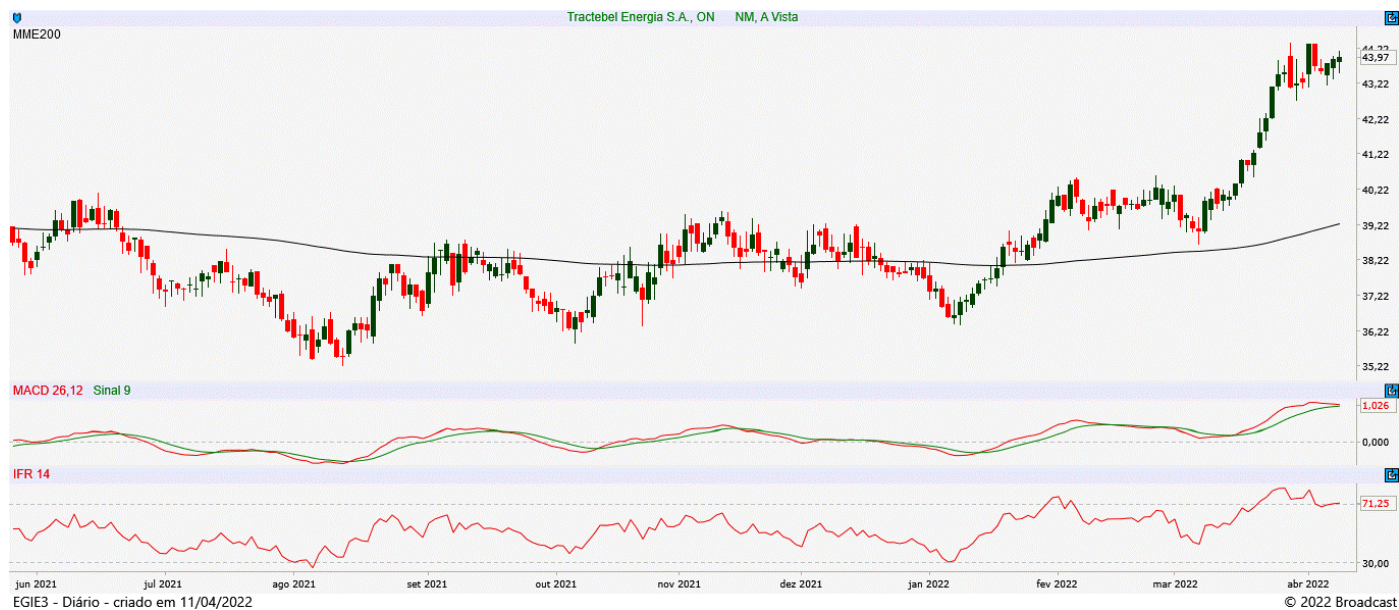 Tractebel Energia S.A., ON NM, A Vista
MME200
44,22
43,97
43,22
42,22
41,22
40,22
39,22
38,22
37,22
36,22
35,22
MACD 26,12 Sinal 9
1,026
0,000
IFR 14
71,25
30,00
jun 2021 jul 2021 ago 2021 set 2021 out 2021 nov 2021 dez 2021 jan 2022 fev 2022 mar 2022 abr 2022
EGIE3 - Diário - criado em 11/04/2022 © 2022 Broadcast